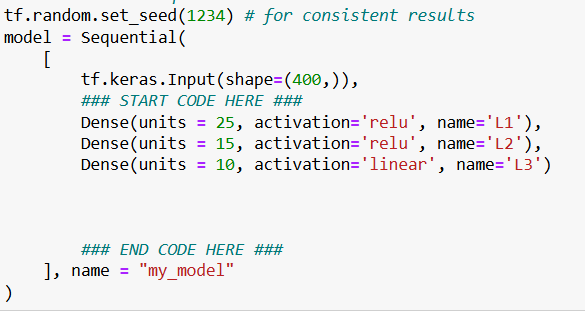 tf.random.set_seed(1234) # for consistent results
model = Sequential(
    [
        tf.keras.Input(shape=(400,)),
        ### START CODE HERE ###
        Dense(units = 25, activation='relu', name='L1'),
        Dense(units = 15, activation='relu', name='L2'),
        Dense(units = 10, activation='linear', name='L3')
        ### END CODE HERE ###
    ], name = "my_model"
)